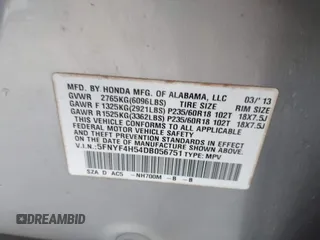 MFD. BY HONDA MFG. OF ALABAMA, LLC 03/'13
GVWR 2765KG(6096LBS) TIRE SIZE RIM SIZE
GAWR F 1325KG(2921LBS) P235/60R18 102T 18X7.5J
GAWR R 1525KG(3362LBS) P235/60R18 102T 18X7.5J
THIS VEHICLE CONFORMS TO ALL APPLICABLE
FEDERAL MOTOR VEHICLE SAFETY AND THEFT
PREVENTION STANDARDS IN EFFECT ON THE DATE
OF MANUFACTURE SHOWN ABOVE.
V.I.N.: 5FNYF4H54DB056751 TYPE: MPV
SZA D AC5 -NH700M -B -B